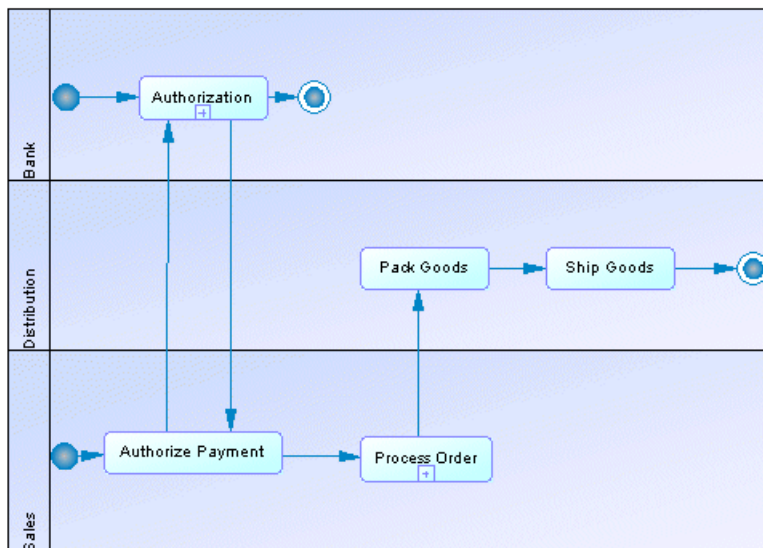 Bank
Authorization
Distribution
Pack Goods
Ship Goods
Sales
Authorize Payment
Process Order